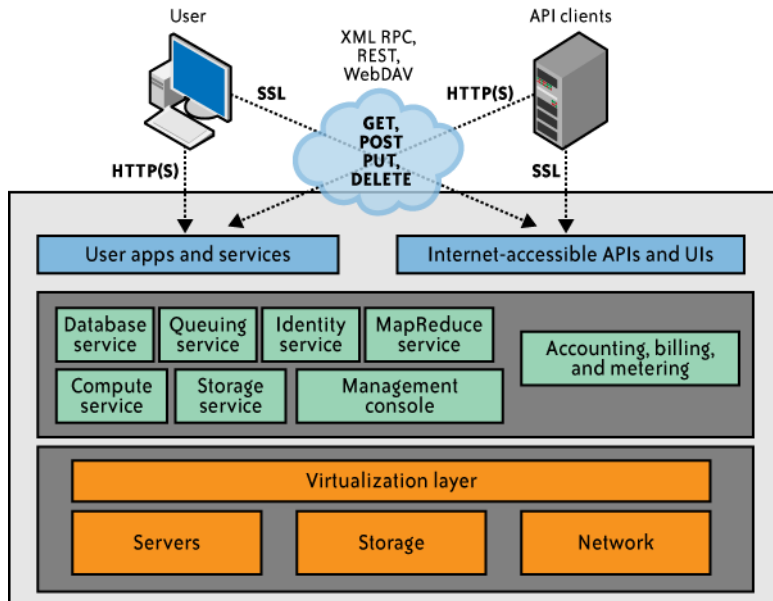 User
API clients
XML RPC,
REST,
WebDAV
SSL
HTTP(S)
GET,
POST
PUT,
DELETE
HTTP(S)
SSL
User apps and services
Internet-accessible APIs and UIs
Database
service
Queuing
service
Identity
service
MapReduce
service
Accounting, billing,
and metering
Compute
service
Storage
service
Management
console
Virtualization layer
Servers
Storage
Network